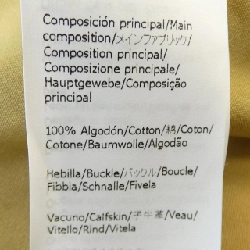 Composición principal/Main
composition/メインファブリック/
Composition principal/
Composizione principale/
Hauptgewebe/Composição
principal
100% Algodón/Cotton/綿/Coton/
Cotone/Baumwolle/Algodão
Hebilla/Buckle/バックル/Boucle/
Fibbia/Schnalle/Fivela
Vacuno/Calfskin/子牛革/Veau/
Vitello/Rind/Vitela